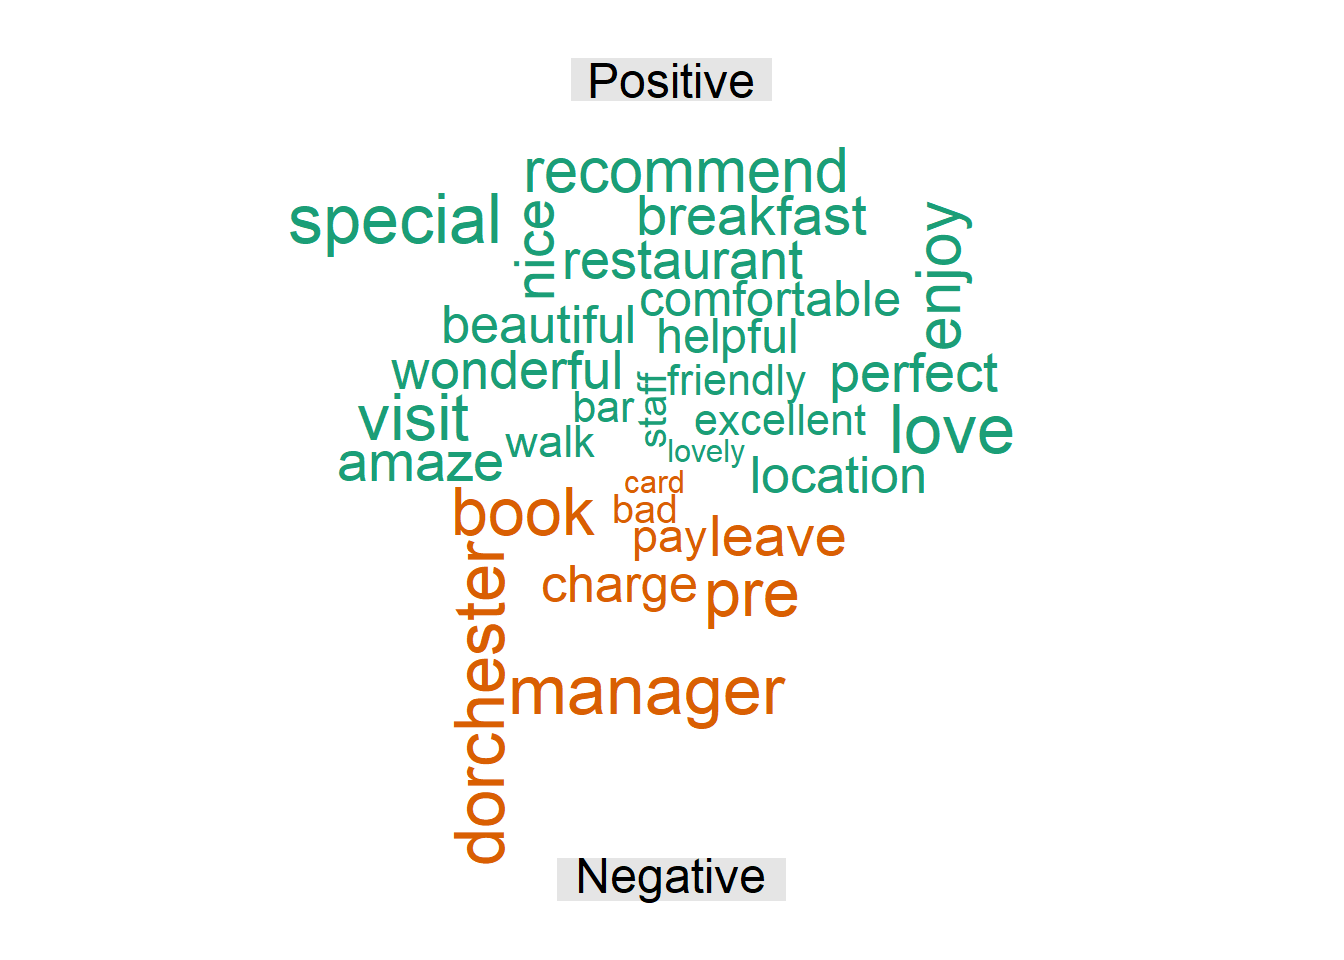 Positive
recommend
special
nice
breakfast
enjoy
restaurant
comfortable
beautiful
helpful
wonderful
friendly
perfect
staff
bar
visit
excellent
love
walk
lovely
amaze
location
card
book
bad
pay
leave
charge
pre
dorchester
manager
Negative